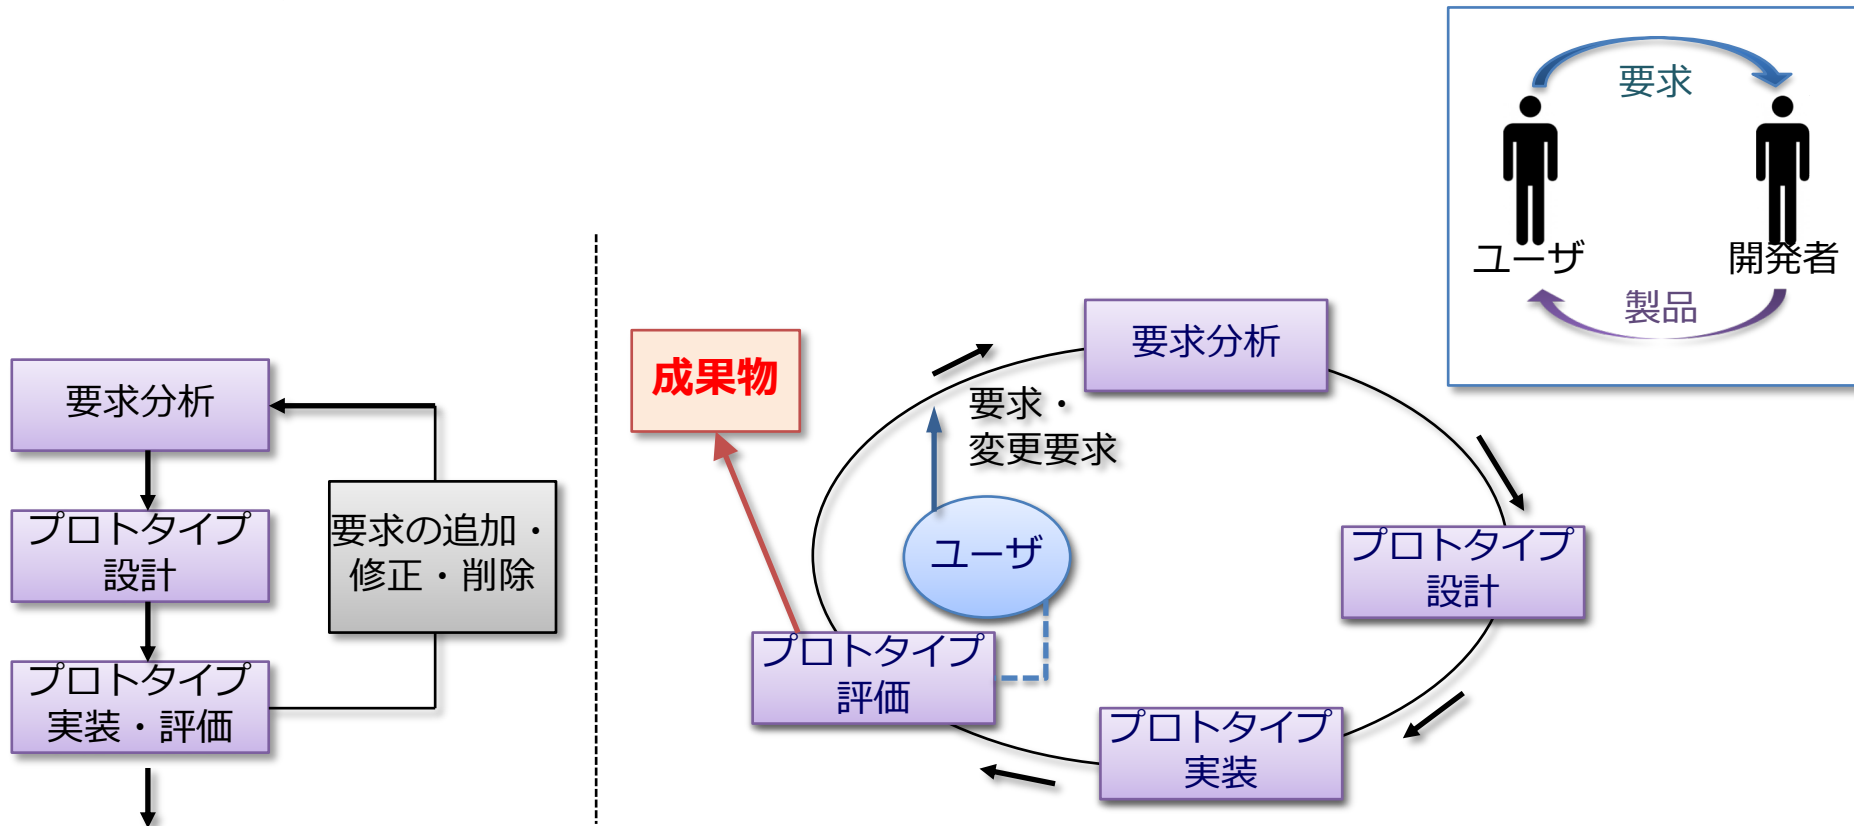 要求分析
プロトタイプ
設計
プロトタイプ
実装・評価
要求の追加・
修正・削除
成果物
要求分析
要求・
変更要求
ユーザ
プロトタイプ
設計
プロトタイプ
評価
プロトタイプ
実装
要求
ユーザ
開発者
製品